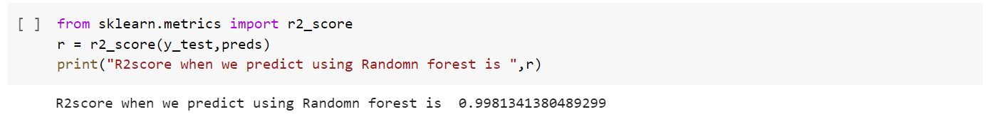 [ ] from sklearn.metrics import r2_score
r = r2_score(y_test,preds)
print("R2score when we predict using Randomn forest is ",r)
R2score when we predict using Randomn forest is  0.9981341380489299